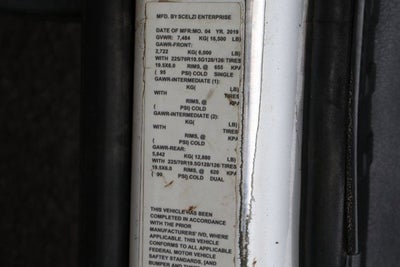 MFD. BY SCELZI ENTERPRISE
DATE OF MFR:MO. 04 YR. 2019
GVWR: 7,484 KG( 16,500 LB)
GAWR-FRONT:
2,722 KG( 6,000 LB)
WITH 225/70R19.5G128/126/ TIRES
19.5X6.0 RIMS, @ 655 KPA/
( 95 PSI) COLD SINGLE
GAWR-INTERMEDIATE (1):
KG( LB)
WITH TIRES
RIMS, @ KPA/
( PSI) COLD
GAWR-INTERMEDIATE (2):
KG( LB)
WITH TIRES
RIMS, @ KPA/
( PSI) COLD
GAWR-REAR:
5,642 KG( 12,880 LB)
WITH 225/70R19.5G128/126/ TIRES
19.5X6.0 RIMS, @ 620 KPA/
( 90 PSI) COLD DUAL
THIS VEHICLE HAS BEEN
COMPLETED IN ACCORDANCE
WITH THE PRIOR
MANUFACTURERS' IVD, WHERE
APPLICABLE. THIS VEHICLE
CONFORMS TO ALL APPLICABLE
FEDERAL MOTOR VEHICLE
SAFTEY STANDARDS, [AND
BUMPER AND THEFT